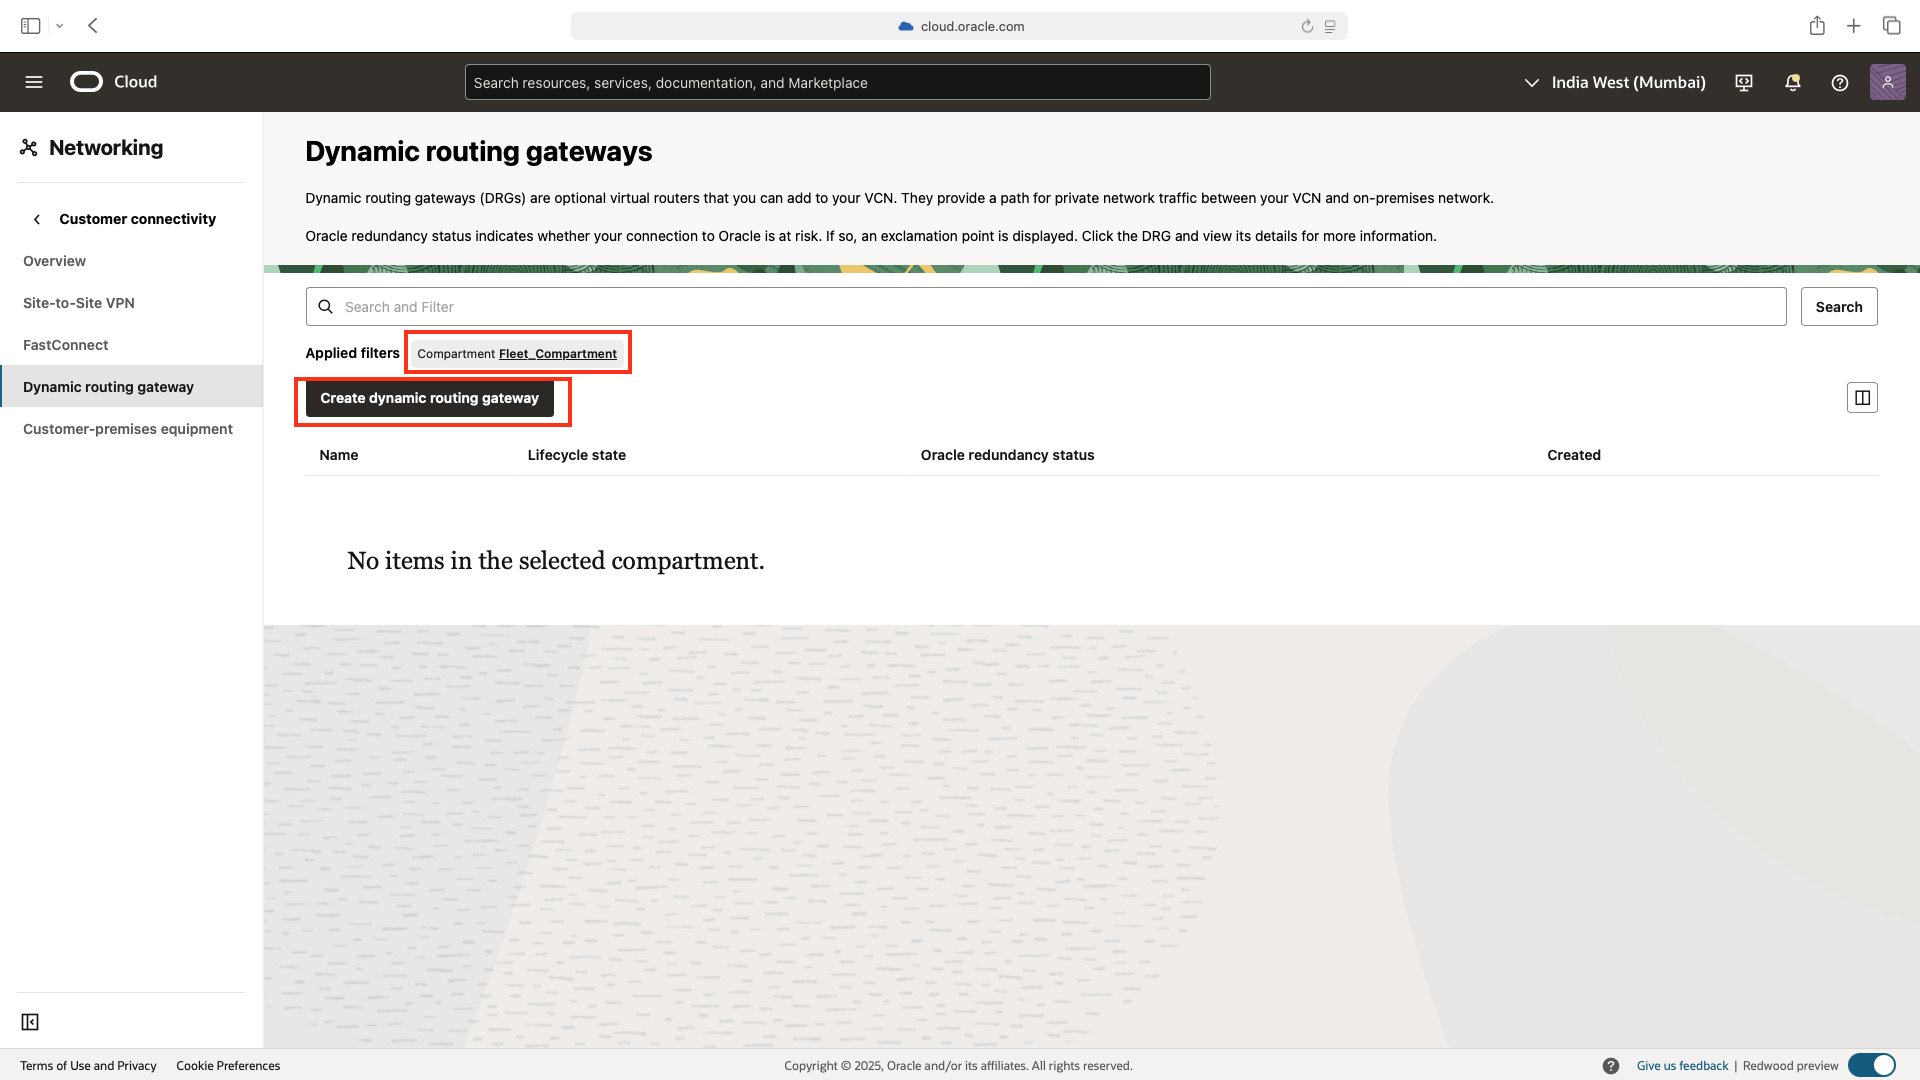 cloud.oracle.com
Cloud
Search resources, services, documentation, and Marketplace
India West (Mumbai)
Networking
Customer connectivity
Overview
Site-to-Site VPN
FastConnect
Dynamic routing gateway
Customer-premises equipment
Dynamic routing gateways
Dynamic routing gateways (DRGs) are optional virtual routers that you can add to your VCN. They provide a path for private network traffic between your VCN and on-premises network.
Oracle redundancy status indicates whether your connection to Oracle is at risk. If so, an exclamation point is displayed. Click the DRG and view its details for more information.
Search and Filter
Search
Applied filters Compartment Fleet_Compartment
Create dynamic routing gateway
Name Lifecycle state Oracle redundancy status Created
No items in the selected compartment.
Terms of Use and Privacy Cookie Preferences
Copyright © 2025, Oracle and/or its affiliates. All rights reserved.
Give us feedback | Redwood preview